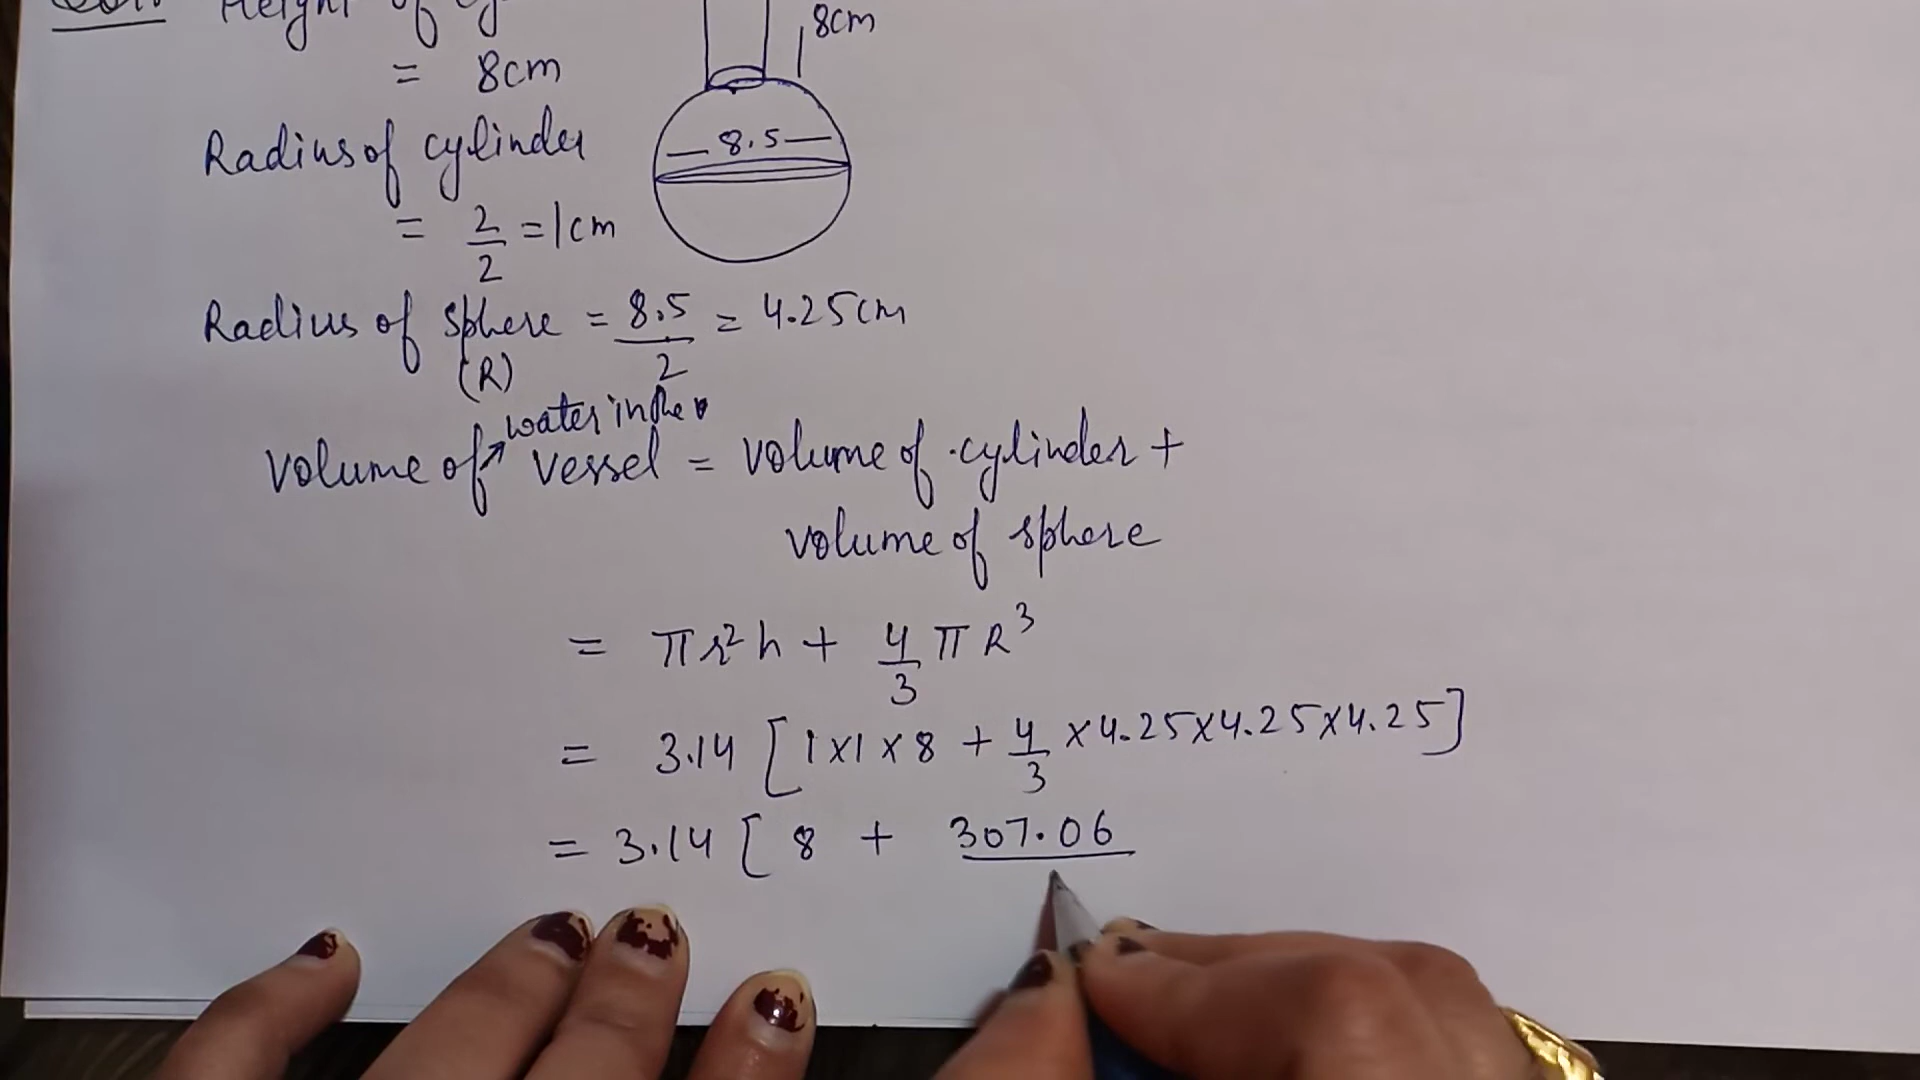 Height of
8cm
= 8cm
Radius of cylinder
— 8.5 —
= 2/2 = 1cm
Radius of sphere = 8.5/2 = 4.25cm
(R)
water in the
Volume of vessel = volume of cylinder +
volume of sphere
= πr²h + 4/3 πR³
= 3.14 [1×1×8 + 4/3 ×4.25×4.25×4.25]
= 3.14 [ 8 + 307.06